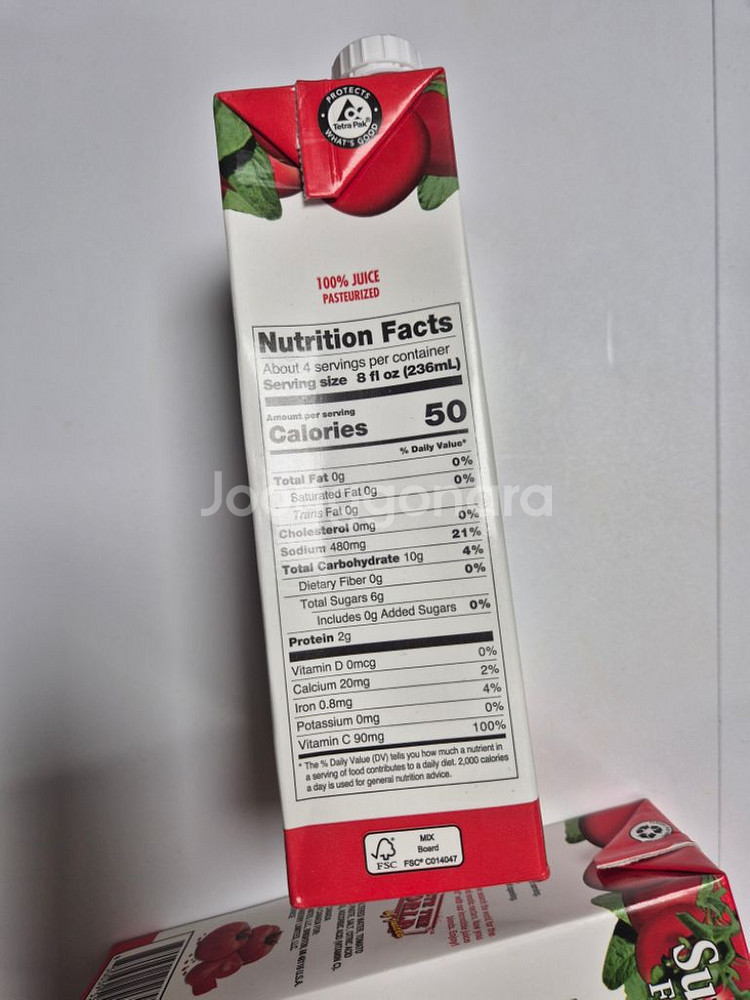 PROTECTS
Tetra Pak®
WHAT'S GOOD
100% JUICE
PASTEURIZED
Nutrition Facts
About 4 servings per container
Serving size 8 fl oz (236mL)
Amount per serving
Calories 50
% Daily Value*
Total Fat 0g 0%
Saturated Fat 0g 0%
Trans Fat 0g
Cholesterol 0mg 0%
Sodium 480mg 21%
Total Carbohydrate 10g 4%
Dietary Fiber 0g 0%
Total Sugars 6g
Includes 0g Added Sugars 0%
Protein 2g
Vitamin D 0mcg 0%
Calcium 20mg 2%
Iron 0.8mg 4%
Potassium 0mg 0%
Vitamin C 90mg 100%
* The % Daily Value (DV) tells you how much a nutrient in
a serving of food contributes to a daily diet. 2,000 calories
a day is used for general nutrition advice.
FSC
MIX
Board
FSC® C014047
Joonggonara
Su